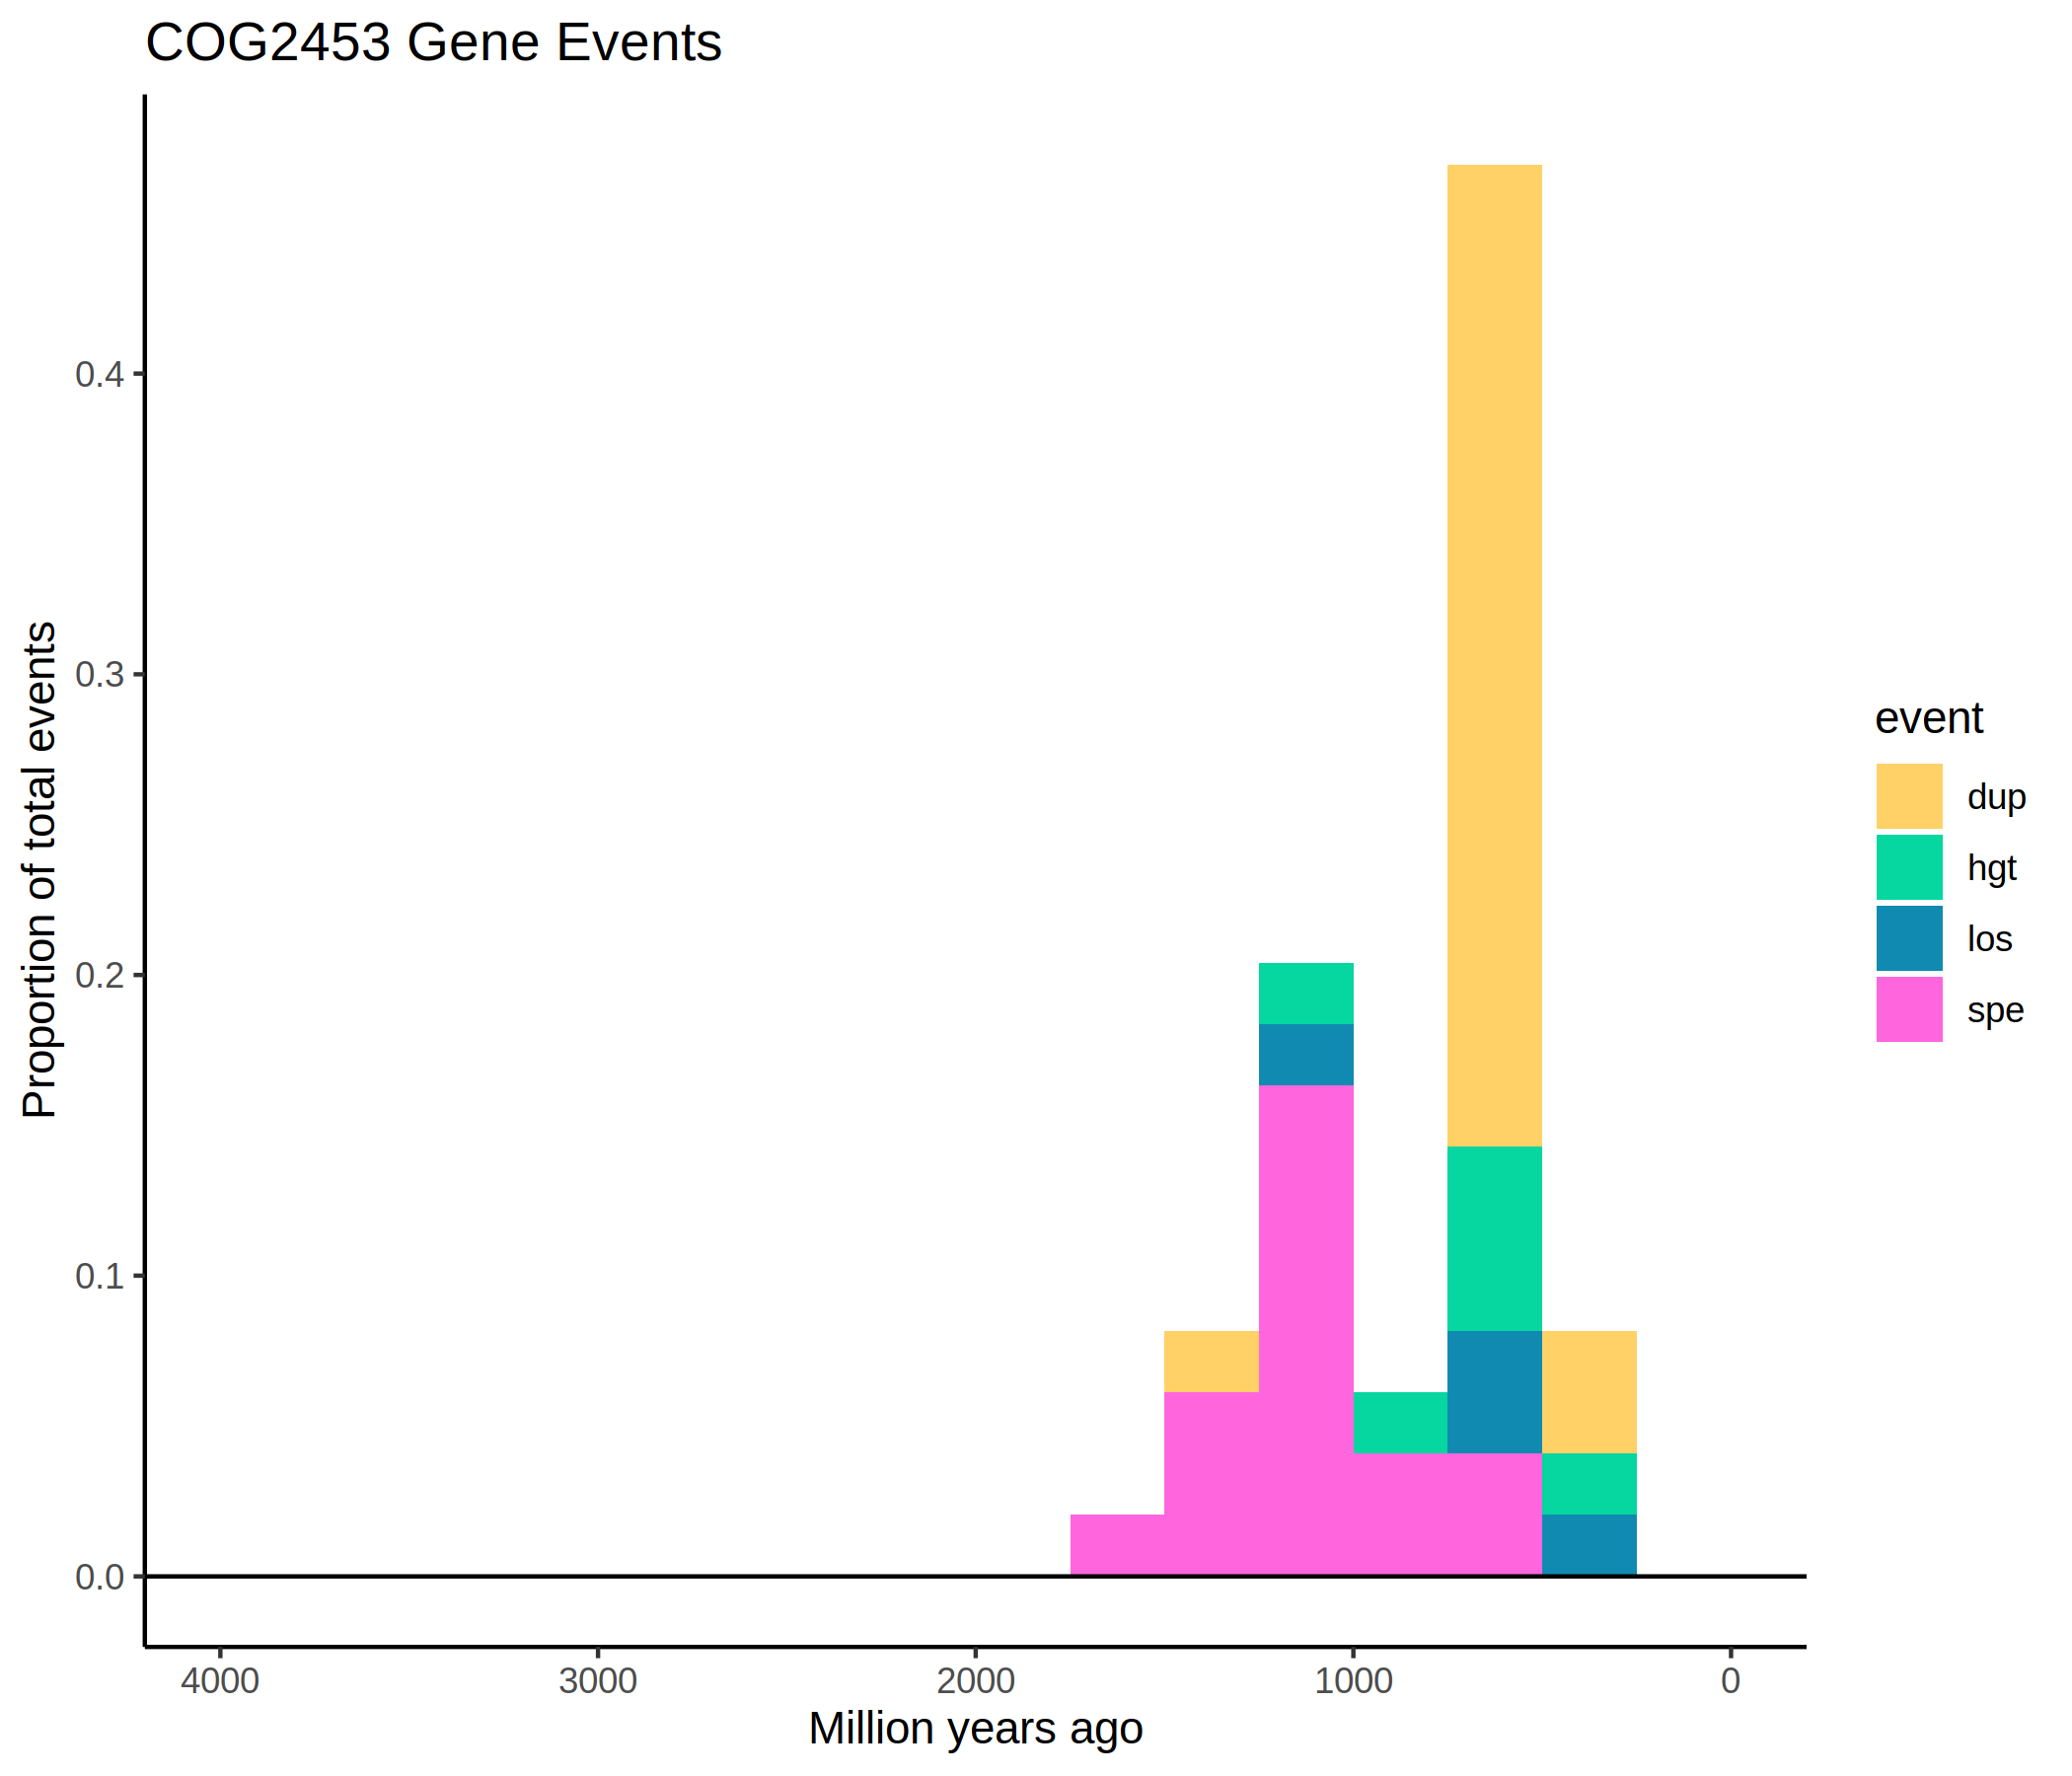 COG2453 Gene Events
Proportion of total events
0.4
0.3
0.2
0.1
0.0
4000 3000 2000 1000 0
Million years ago
event
dup
hgt
los
spe